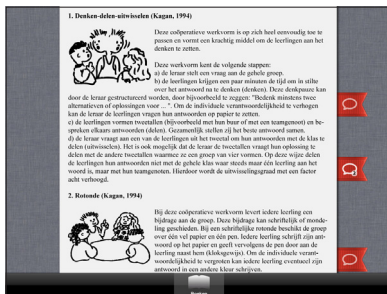 1. Denken-delen-uitwisselen (Kagan, 1994)
Deze coöperatieve werkvorm is op zich heel eenvoudig toe te
passen en vormt een krachtig middel om de leerlingen aan het
denken te zetten.
Deze werkvorm kent de volgende stappen:
a) de leraar stelt een vraag aan de gehele groep.
b) de leraren krijgen een paar minuten de tijd om in stilte
over het antwoord na te denken (denken). Deze denkpauze kan
door de leraar gestructureerd worden, door bijvoorbeeld te zeggen: "Bedenk minstens twee
alternatieven of oplossingen voor ... ". Om de individuele verantwoordelijkheid te verhogen
kan de leraar de leerlingen vragen hun antwoorden op papier te zetten.
c) de leerlingen vormen tweetallen (bijvoorbeeld met hun buur of met een teamgenoot) en be-
spreken elkaars antwoorden (delen). Gezamenlijk stellen zij het beste antwoord samen.
d) de leraar vraagt aan een van de leerlingen uit het tweetal om hun antwoorden met de klas te
delen (uitwisselen). Het is ook mogelijk dat de leraar de tweetallen vraagt hun oplossing te
delen met de andere tweetallen waarmee ze een groep van vier vormen. Op deze wijze delen
de leerlingen hun antwoorden niet met de gehele klas waar steeds maar één leerling aan het
woord is, maar met hun teamgenoten. Hierdoor wordt de uitwisselingsgraad met een factor
acht verhoogd.
2. Rotonde (Kagan, 1994)
Bij deze coöperatieve werkvorm levert iedere leerling een
bijdrage aan de groep. Deze bijdrage kan schriftelijk of monde-
ling geschieden. Bij een schriftelijke rotonde beschikt de groep
over één vel papier en één pen. Iedere leerling schrijft zijn ant-
woord op het papier en geeft vervolgens de pen door aan de
leerling naast hem (kloksgewijs). Om de individuele verant-
woordelijkheid te vergroten kan iedere leerling eventueel zijn
antwoord in een andere kleur schrijven.